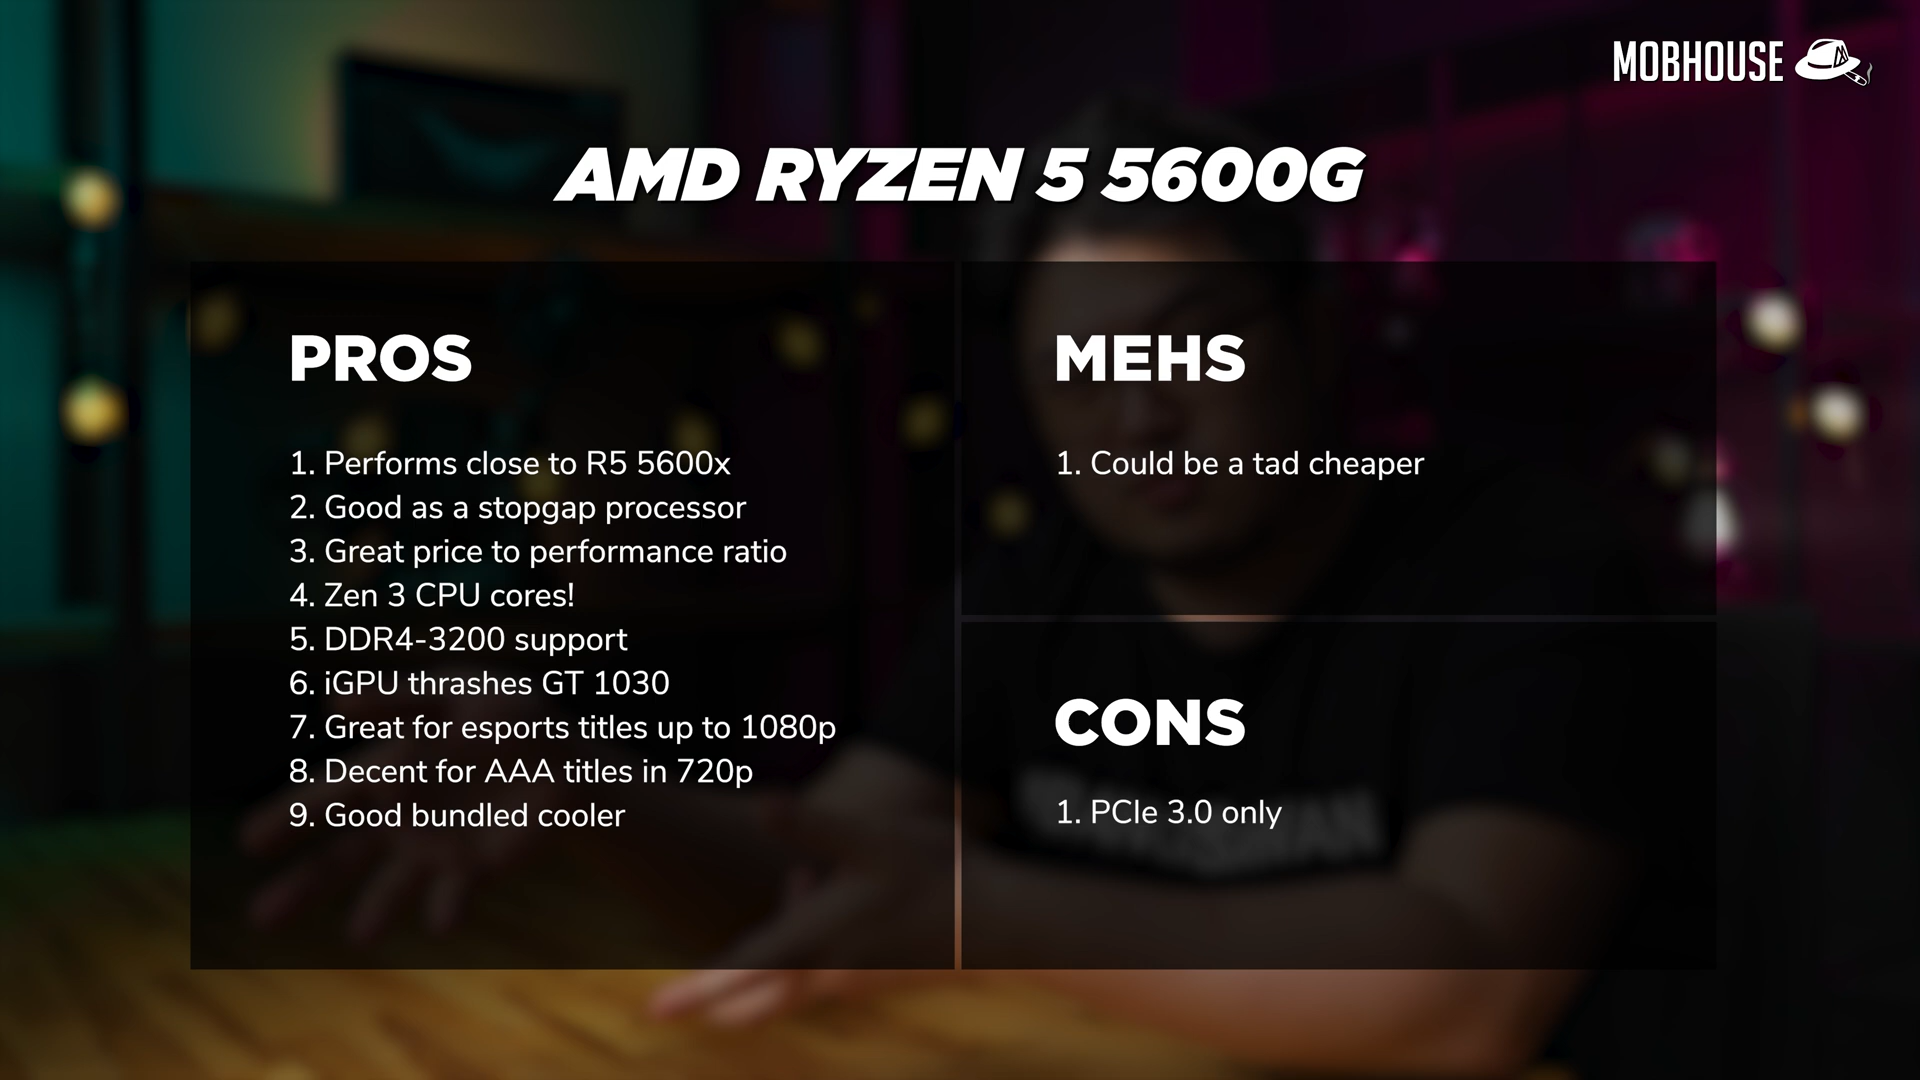 MOBHOUSE
AMD RYZEN 5 5600G
PROS
1. Performs close to R5 5600x
2. Good as a stopgap processor
3. Great price to performance ratio
4. Zen 3 CPU cores!
5. DDR4-3200 support
6. iGPU thrashes GT 1030
7. Great for esports titles up to 1080p
8. Decent for AAA titles in 720p
9. Good bundled cooler
MEHS
1. Could be a tad cheaper
CONS
1. PCIe 3.0 only